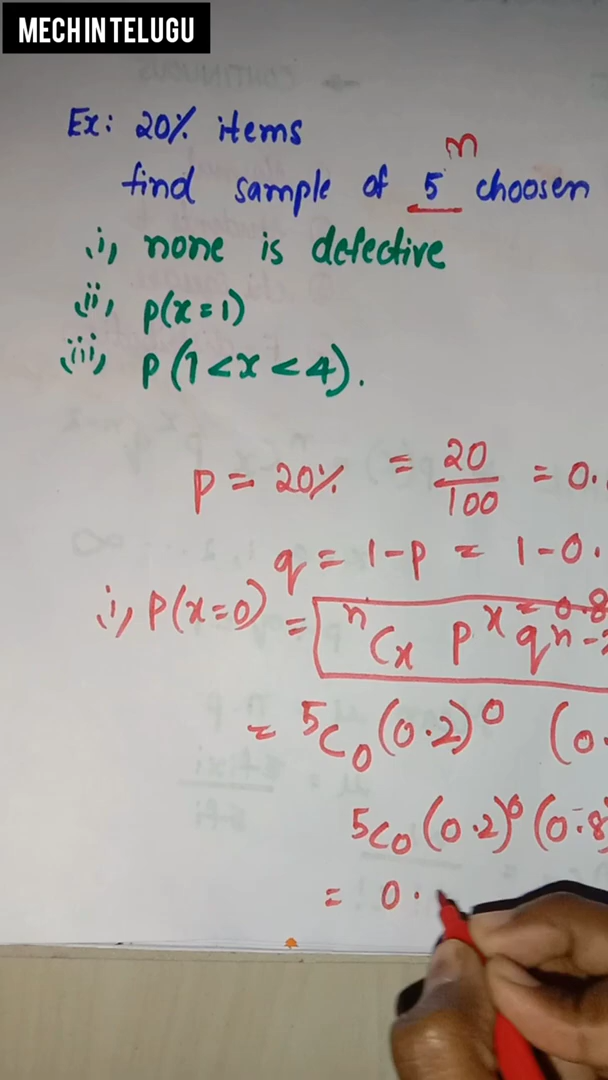 MECH IN TELUGU
Ex: 20% items
n
find sample of 5 choosen
i, none is defective
ii, P(x=1)
iii, P(1<x<4).
P = 20% = 20/100 = 0.
q = 1-P = 1-0.
= 0.8
i, P(x=0) = nCx P^x q^n-
= 5C0 (0.2)^0 (0.
5C0 (0.2)^0 (0.8)
= 0.